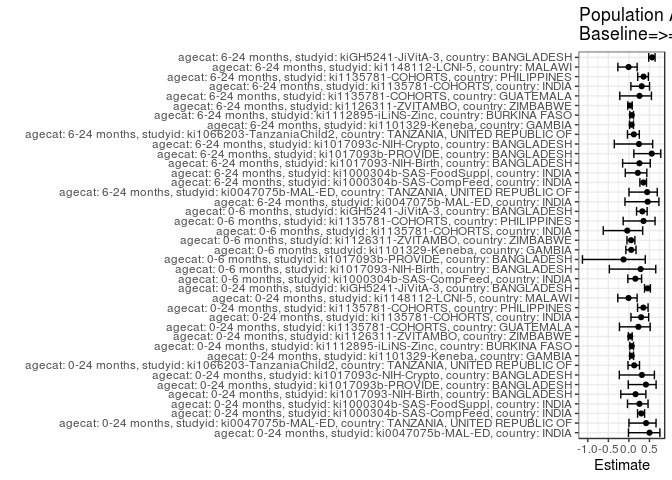 Population
Baseline=>
agecat: 6-24 months, studyid: kiGH5241-JiVitA-3, country: BANGLADESH
agecat: 6-24 months, studyid: ki1148112-LCNI-5, country: MALAWI
agecat: 6-24 months, studyid: ki1135781-COHORTS, country: PHILIPPINES
agecat: 6-24 months, studyid: ki1135781-COHORTS, country: INDIA
agecat: 6-24 months, studyid: ki1135781-COHORTS, country: GUATEMALA
agecat: 6-24 months, studyid: ki1126311-ZVITAMBO, country: ZIMBABWE
agecat: 6-24 months, studyid: ki1112895-iLiNS-Zinc, country: BURKINA FASO
agecat: 6-24 months, studyid: ki1101329-Keneba, country: GAMBIA
agecat: 6-24 months, studyid: ki1066203-TanzaniaChild2, country: TANZANIA, UNITED REPUBLIC OF
agecat: 6-24 months, studyid: ki1017093c-NIH-Crypto, country: BANGLADESH
agecat: 6-24 months, studyid: ki1017093b-PROVIDE, country: BANGLADESH
agecat: 6-24 months, studyid: ki1017093-NIH-Birth, country: BANGLADESH
agecat: 6-24 months, studyid: ki1000304b-SAS-FoodSuppl, country: INDIA
agecat: 6-24 months, studyid: ki1000304b-SAS-CompFeed, country: INDIA
agecat: 6-24 months, studyid: ki0047075b-MAL-ED, country: TANZANIA, UNITED REPUBLIC OF
agecat: 6-24 months, studyid: ki0047075b-MAL-ED, country: INDIA
agecat: 0-6 months, studyid: kiGH5241-JiVitA-3, country: BANGLADESH
agecat: 0-6 months, studyid: ki1135781-COHORTS, country: PHILIPPINES
agecat: 0-6 months, studyid: ki1135781-COHORTS, country: INDIA
agecat: 0-6 months, studyid: ki1126311-ZVITAMBO, country: ZIMBABWE
agecat: 0-6 months, studyid: ki1101329-Keneba, country: GAMBIA
agecat: 0-6 months, studyid: ki1017093b-PROVIDE, country: BANGLADESH
agecat: 0-6 months, studyid: ki1017093-NIH-Birth, country: BANGLADESH
agecat: 0-6 months, studyid: ki1000304b-SAS-CompFeed, country: INDIA
agecat: 0-24 months, studyid: kiGH5241-JiVitA-3, country: BANGLADESH
agecat: 0-24 months, studyid: ki1148112-LCNI-5, country: MALAWI
agecat: 0-24 months, studyid: ki1135781-COHORTS, country: PHILIPPINES
agecat: 0-24 months, studyid: ki1135781-COHORTS, country: INDIA
agecat: 0-24 months, studyid: ki1135781-COHORTS, country: GUATEMALA
agecat: 0-24 months, studyid: ki1126311-ZVITAMBO, country: ZIMBABWE
agecat: 0-24 months, studyid: ki1112895-iLiNS-Zinc, country: BURKINA FASO
agecat: 0-24 months, studyid: ki1101329-Keneba, country: GAMBIA
agecat: 0-24 months, studyid: ki1066203-TanzaniaChild2, country: TANZANIA, UNITED REPUBLIC OF
agecat: 0-24 months, studyid: ki1017093c-NIH-Crypto, country: BANGLADESH
agecat: 0-24 months, studyid: ki1017093b-PROVIDE, country: BANGLADESH
agecat: 0-24 months, studyid: ki1017093-NIH-Birth, country: BANGLADESH
agecat: 0-24 months, studyid: ki1000304b-SAS-FoodSuppl, country: INDIA
agecat: 0-24 months, studyid: ki1000304b-SAS-CompFeed, country: INDIA
agecat: 0-24 months, studyid: ki0047075b-MAL-ED, country: TANZANIA, UNITED REPUBLIC OF
agecat: 0-24 months, studyid: ki0047075b-MAL-ED, country: INDIA
-1.0 -0.5 0.0 0.5
Estimate